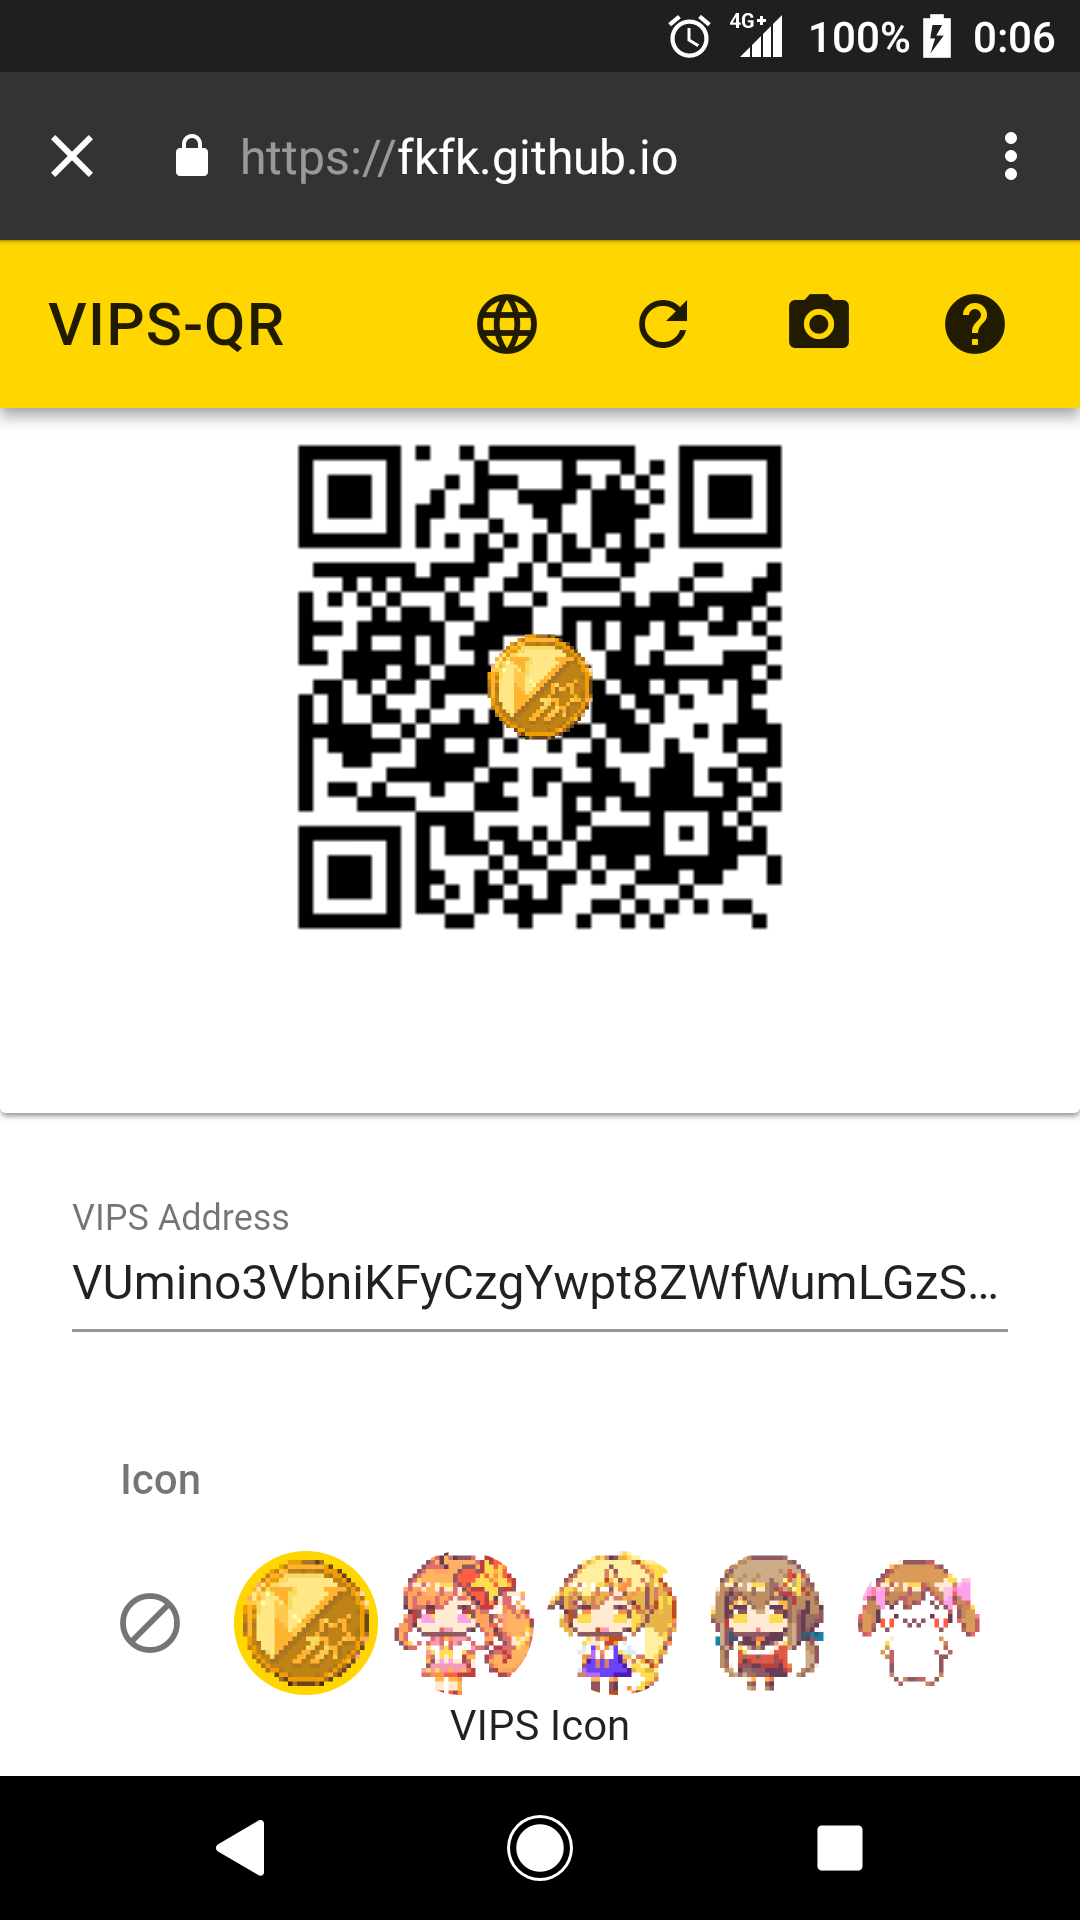 4G+ 100% 0:06
https://fkfk.github.io
VIPS-QR
VIPS Address
VUmino3VbniKFyCzgYwpt8ZWfWumLGzS...
Icon
VIPS Icon